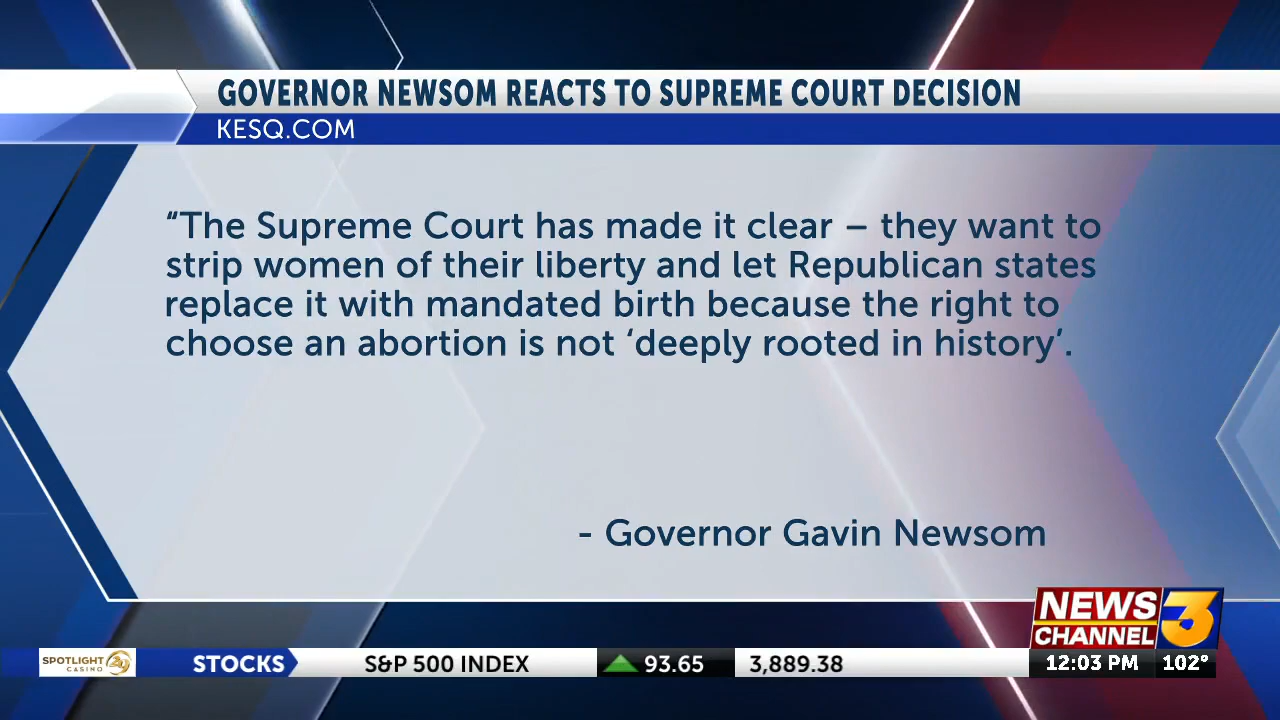 GOVERNOR NEWSOM REACTS TO SUPREME COURT DECISION
KESQ.COM
“The Supreme Court has made it clear – they want to
strip women of their liberty and let Republican states
replace it with mandated birth because the right to
choose an abortion is not ‘deeply rooted in history’.
- Governor Gavin Newsom
NEWS
CHANNEL 3
12:03 PM 102°
SPOTLIGHT 29
CASINO
STOCKS S&P 500 INDEX 93.65 3,889.38